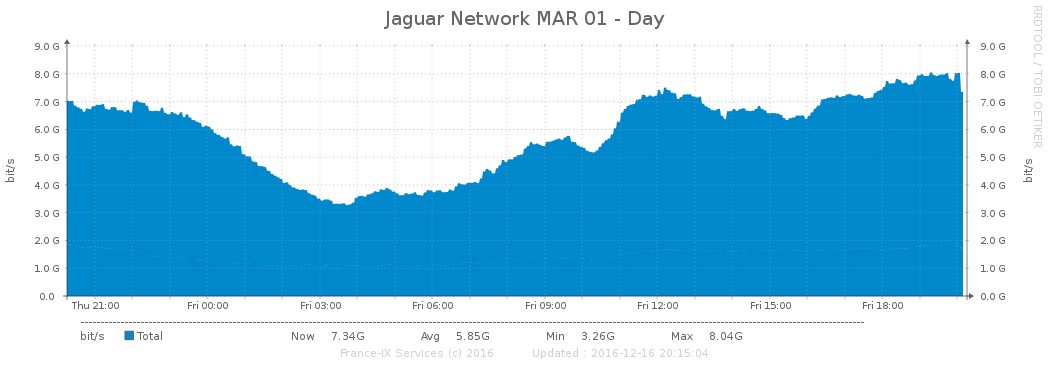 Jaguar Network MAR 01 - Day
RRDTOOL / TOBI OETIKER
bit/s
9.0 G
8.0 G
7.0 G
6.0 G
5.0 G
4.0 G
3.0 G
2.0 G
1.0 G
0.0
9.0 G
8.0 G
7.0 G
6.0 G
5.0 G
4.0 G
3.0 G
2.0 G
1.0 G
0.0 G
bit/s
Thu 21:00 Fri 00:00 Fri 03:00 Fri 06:00 Fri 09:00 Fri 12:00 Fri 15:00 Fri 18:00
bit/s Total Now 7.34G Avg 5.85G Min 3.26G Max 8.04G
France-IX Services (c) 2016 Updated : 2016-12-16 20:15:04